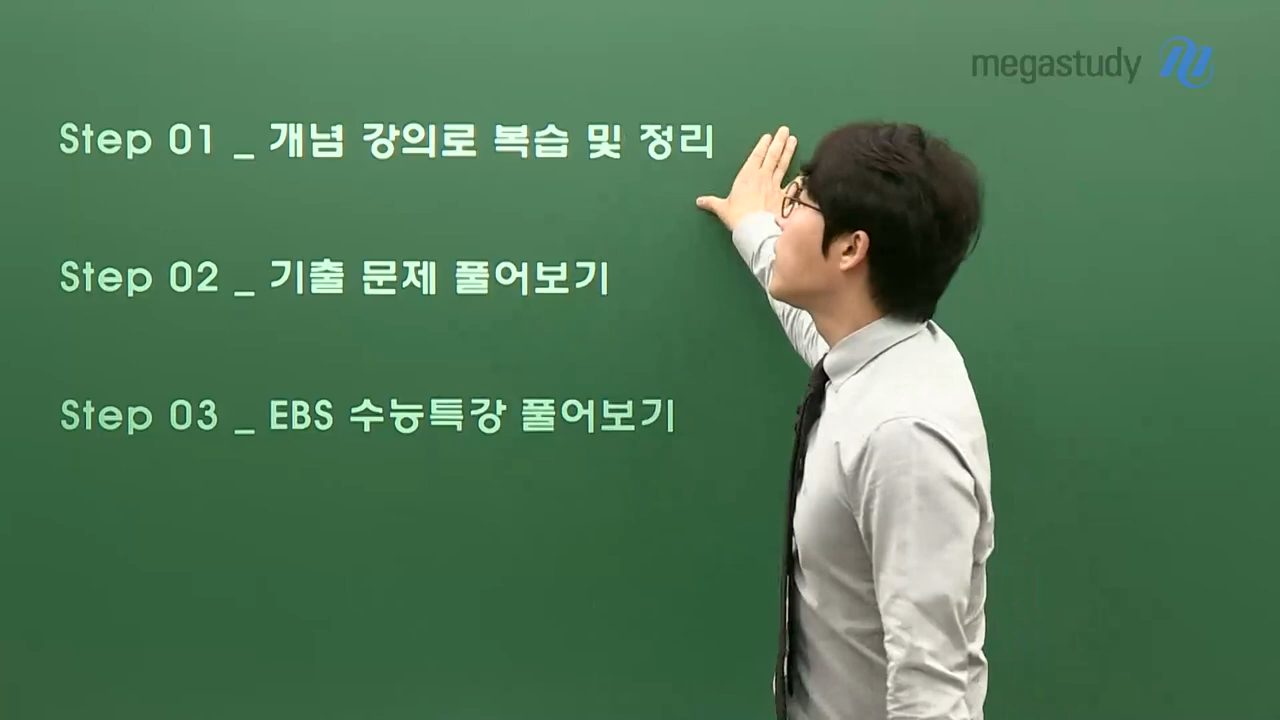 megastudy
Step 01 _ 개념 강의로 복습 및 정리
Step 02 _ 기출 문제 풀어보기
Step 03 _ EBS 수능특강 풀어보기